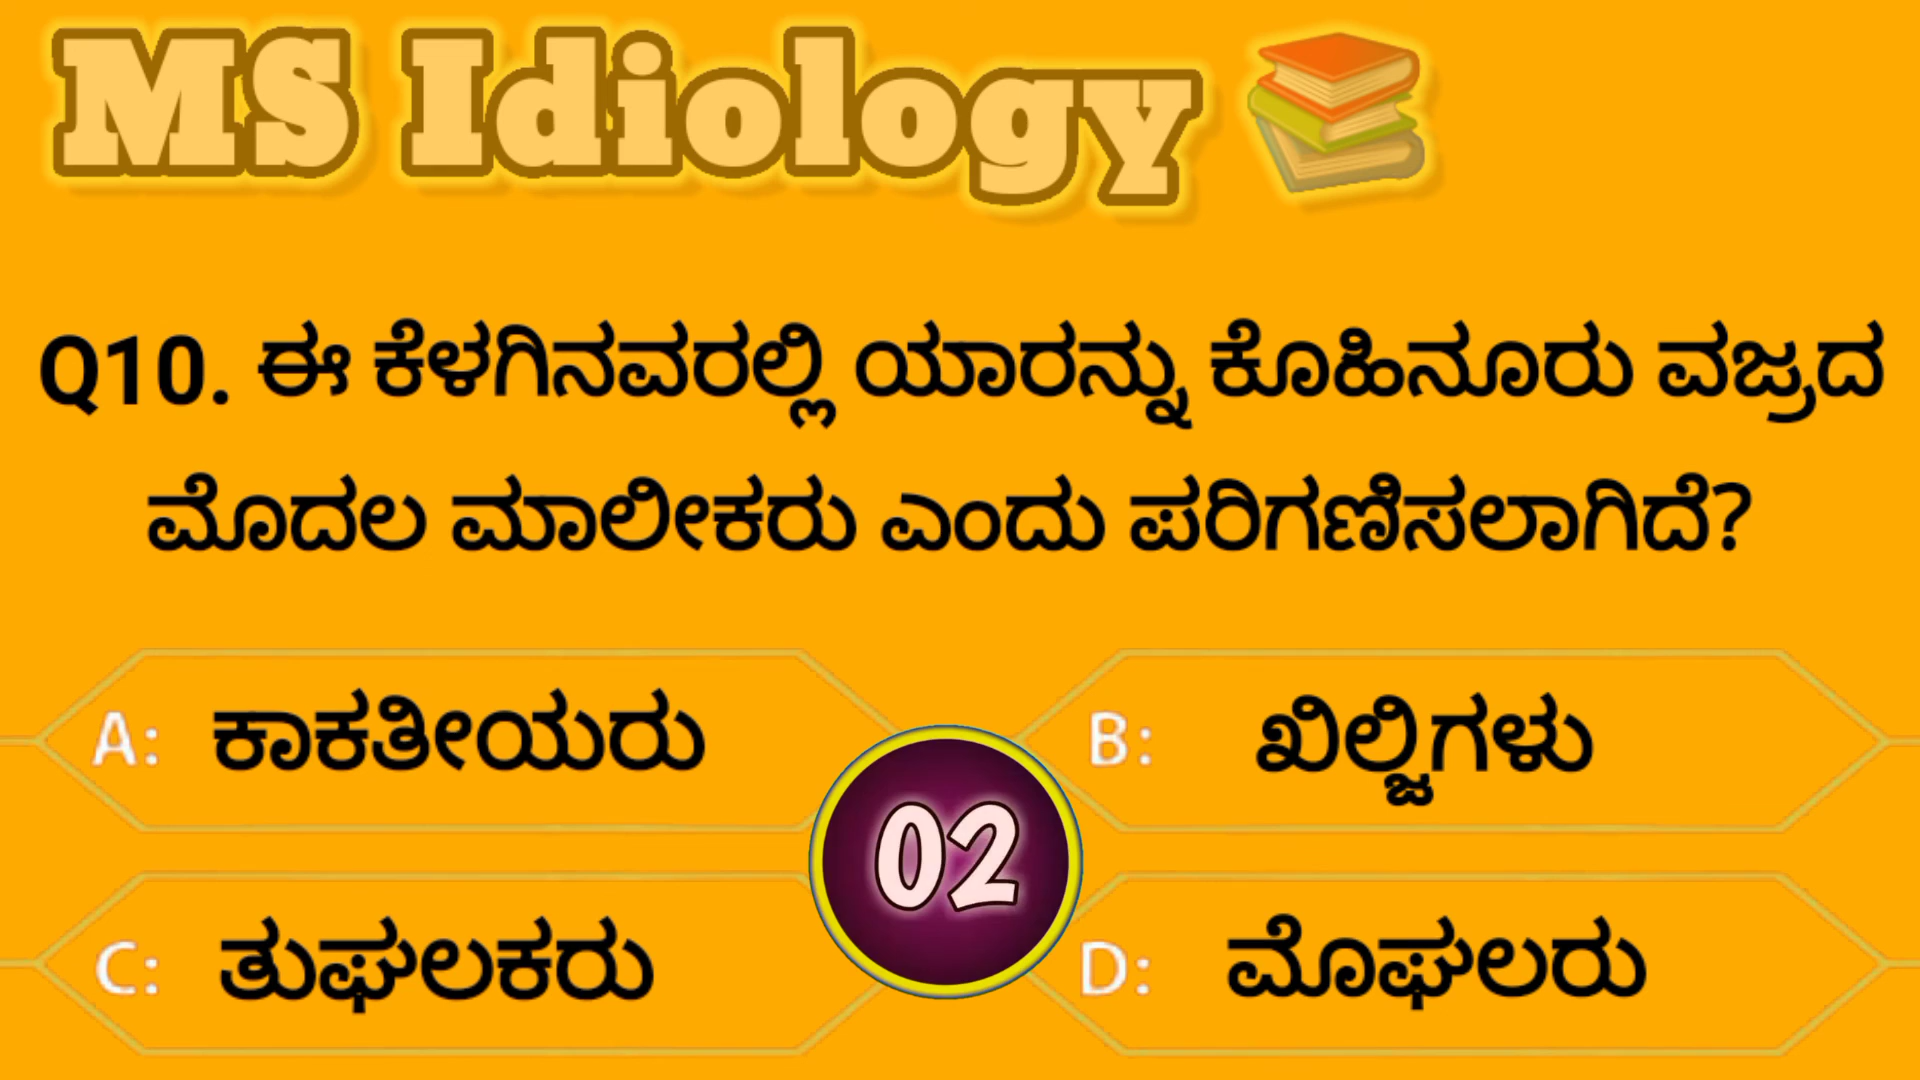 MS Idiology
Q10. ಈ ಕೆಳಗಿನವರಲ್ಲಿ ಯಾರನ್ನು ಕೊಹಿನೂರು ವಜ್ರದ
ಮೊದಲ ಮಾಲೀಕರು ಎಂದು ಪರಿಗಣಿಸಲಾಗಿದೆ?
A: ಕಾಕತೀಯರು
B: ಖಿಲ್ಜಿಗಳು
02
C: ತುಘಲಕರು
D: ಮೊಘಲರು